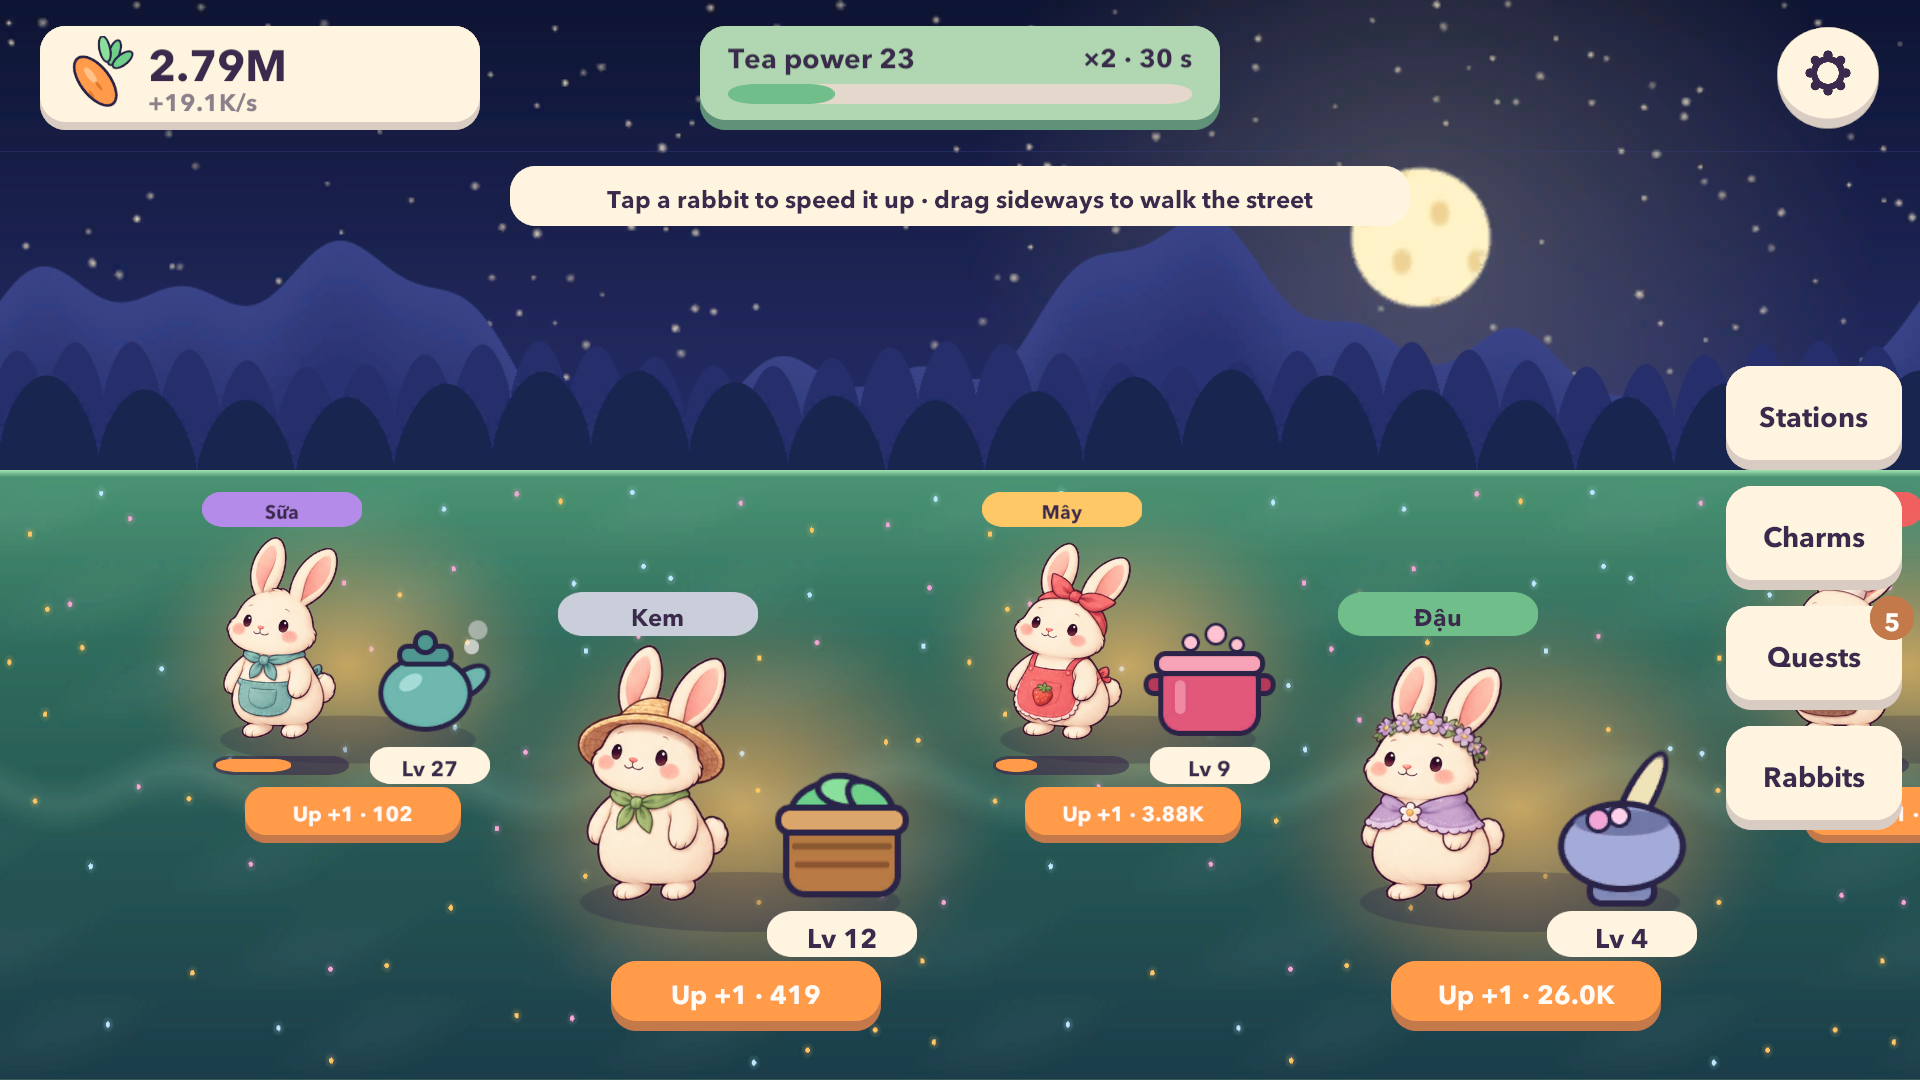 2.79M
+19.1K/s
Tea power 23
×2 · 30 s
Tap a rabbit to speed it up · drag sideways to walk the street
Stations
Charms
5
Quests
Rabbits
Sữa
Lv 27
Up +1 · 102
Kem
Lv 12
Up +1 · 419
Mây
Lv 9
Up +1 · 3.88K
Đậu
Lv 4
Up +1 · 26.0K